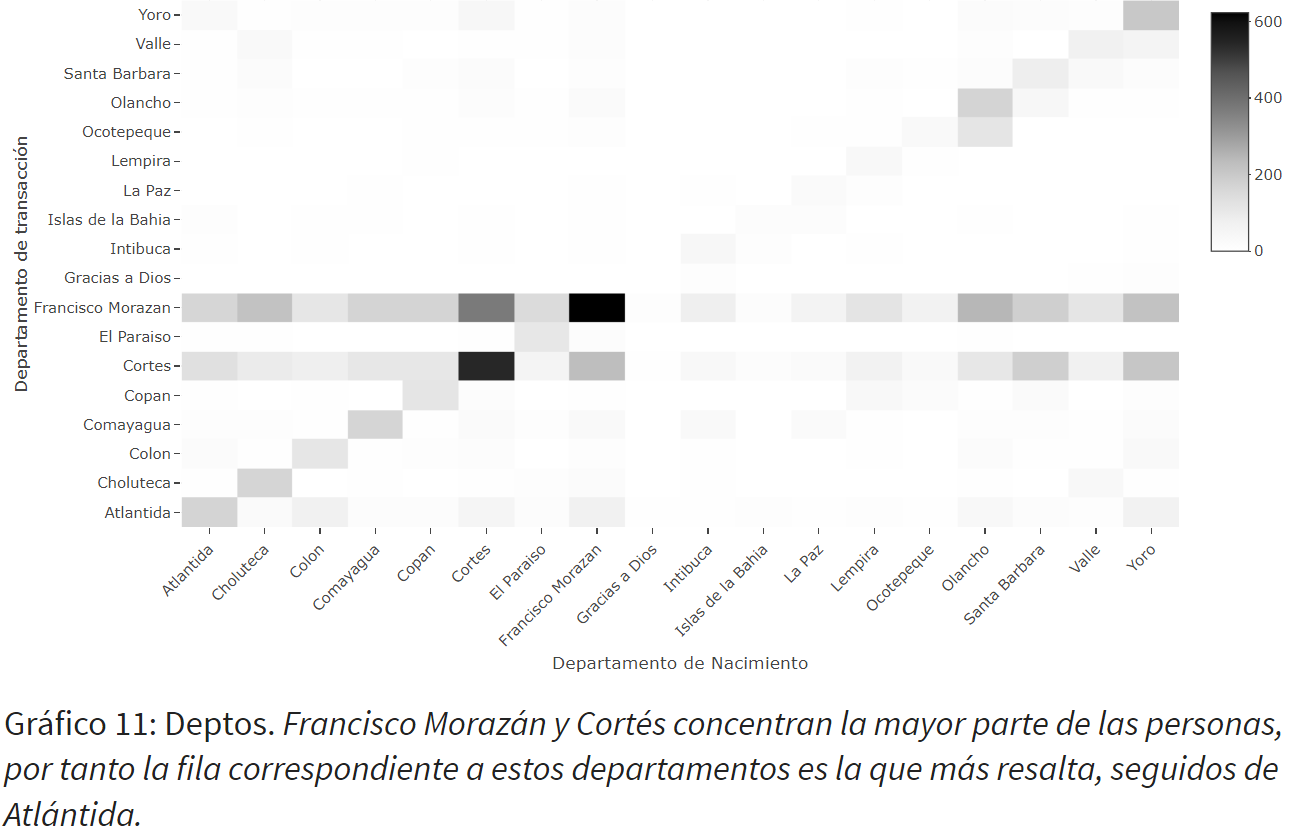 Yoro
Valle
Santa Barbara
Olancho
Ocotepeque
Lempira
La Paz
Islas de la Bahia
Intibuca
Gracias a Dios
Francisco Morazan
El Paraiso
Cortes
Copan
Comayagua
Colon
Choluteca
Atlantida
Departamento de transacción
600
400
200
0
Atlantida
Choluteca
Colon
Comayagua
Copan
Cortes
El Paraiso
Francisco Morazan
Gracias a Dios
Intibuca
Islas de la Bahia
La Paz
Lempira
Ocotepeque
Olancho
Santa Barbara
Valle
Yoro
Departamento de Nacimiento
Gráfico 11: Deptos. Francisco Morazán y Cortés concentran la mayor parte de las personas,
por tanto la fila correspondiente a estos departamentos es la que más resalta, seguidos de
Atlántida.